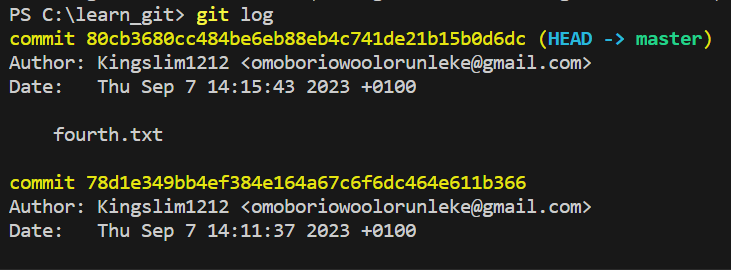 PS C:\learn_git> git log
commit 80cb3680cc484be6eb88eb4c741de21b15b0d6dc (HEAD -> master)
Author: Kingslim1212 <omoboriowoolorunleke@gmail.com>
Date:   Thu Sep 7 14:15:43 2023 +0100
    fourth.txt
commit 78d1e349bb4ef384e164a67c6f6dc464e611b366
Author: Kingslim1212 <omoboriowoolorunleke@gmail.com>
Date:   Thu Sep 7 14:11:37 2023 +0100